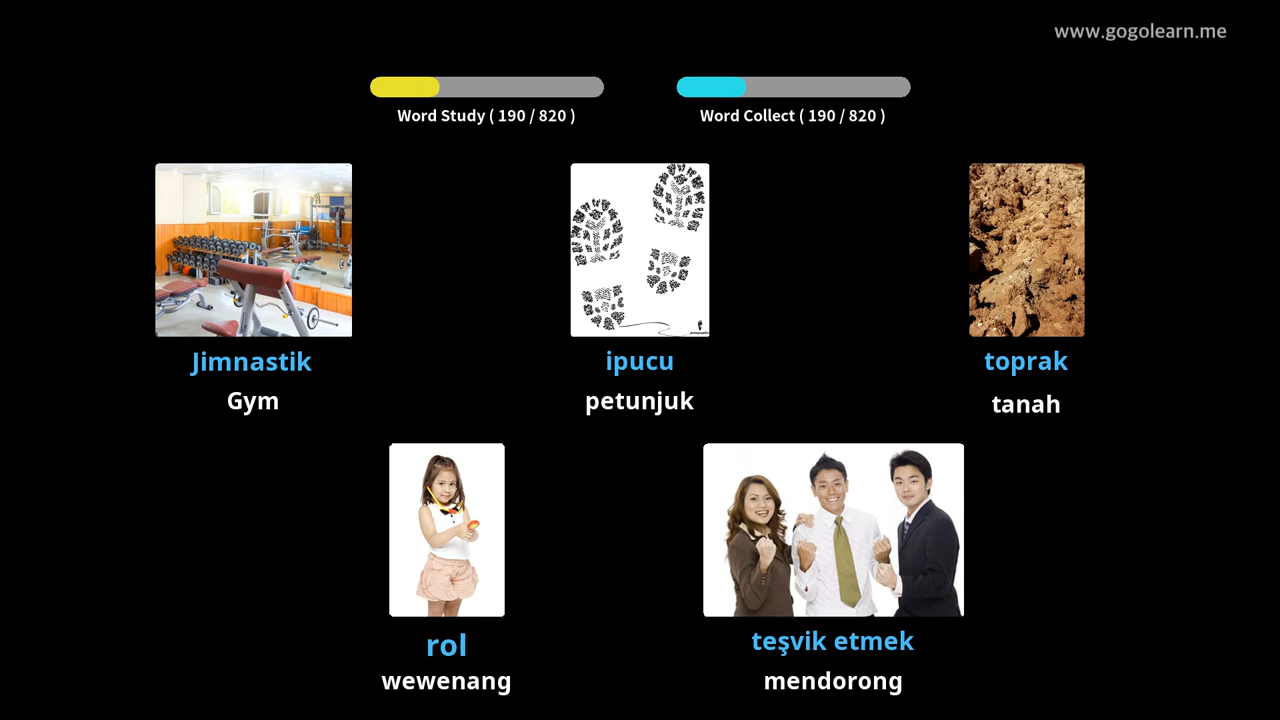 www.gogolearn.me
Word Study ( 190 / 820 )
Word Collect ( 190 / 820 )
Jimnastik
Gym
ipucu
petunjuk
toprak
tanah
rol
wewenang
teşvik etmek
mendorong